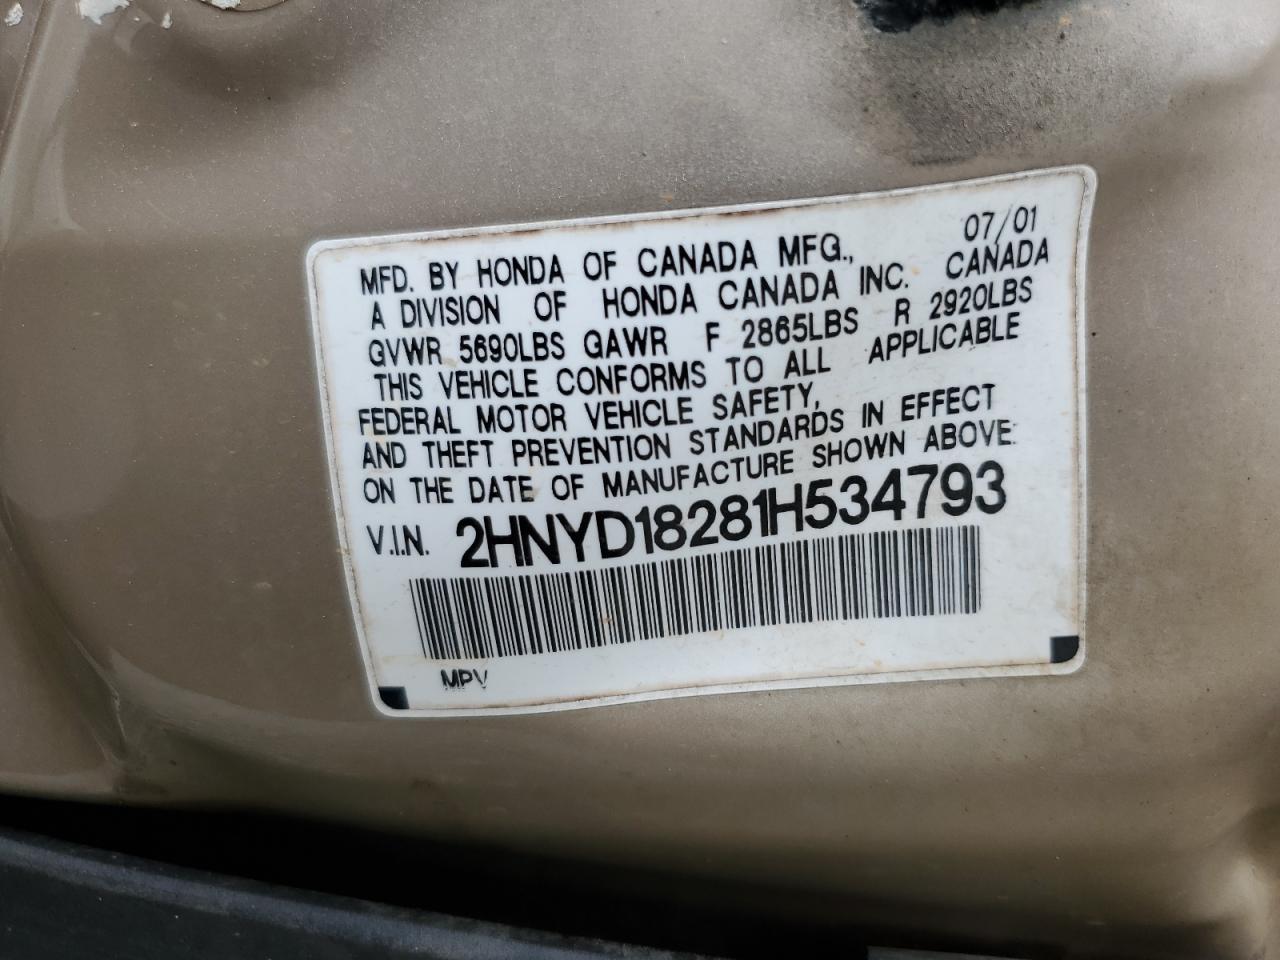 07/01
MFD. BY HONDA OF CANADA MFG.,
A DIVISION OF HONDA CANADA INC. CANADA
GVWR 5690LBS GAWR F 2865LBS R 2920LBS
THIS VEHICLE CONFORMS TO ALL APPLICABLE
FEDERAL MOTOR VEHICLE SAFETY,
AND THEFT PREVENTION STANDARDS IN EFFECT
ON THE DATE OF MANUFACTURE SHOWN ABOVE.
V.I.N. 2HNYD18281H534793
MPV